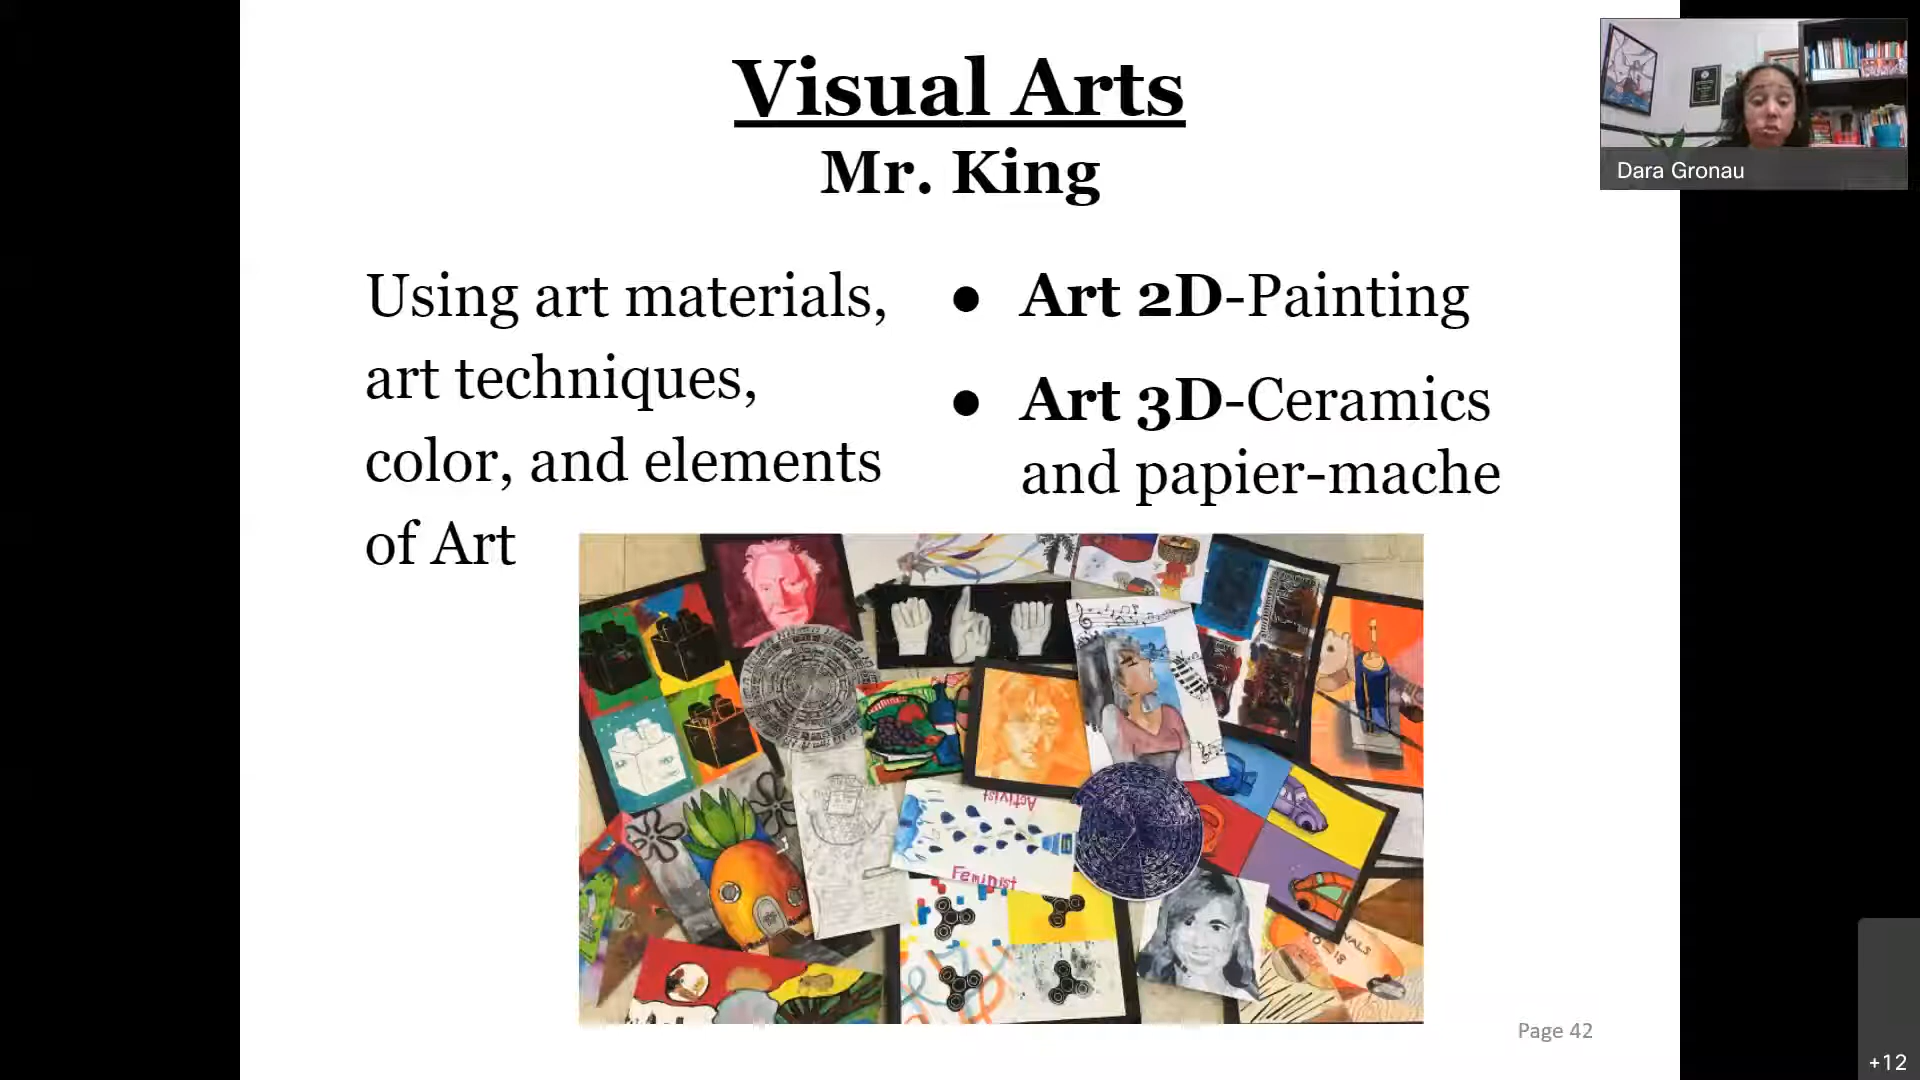 Visual Arts
Mr. King
Using art materials,
art techniques,
color, and elements
of Art
● Art 2D-Painting
● Art 3D-Ceramics
and papier-mache
Activist
Feminist
Page 42
Dara Gronau
+12